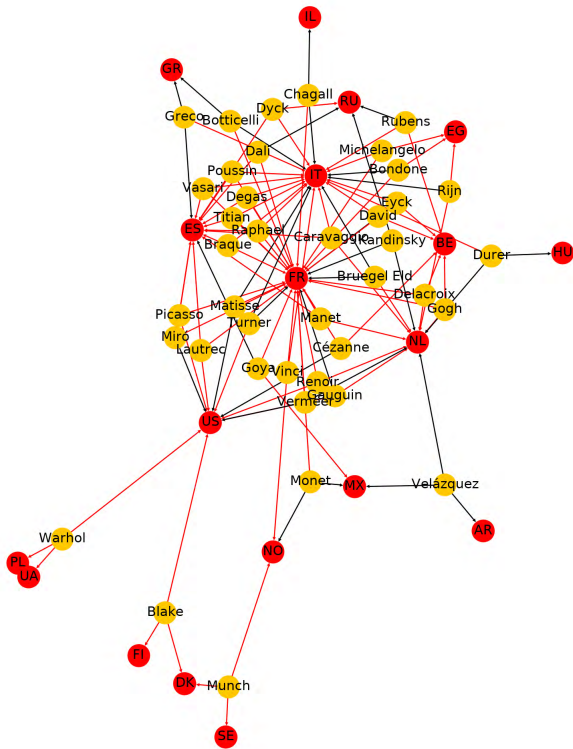 IL
GR
Chagall
RU
Greco
Botticelli
Dyck
Rubens
EG
Dali
Michelangelo
Poussin
IT
Bondone
Vasari
Rijn
Degas
Eyck
Titian
David
ES
Raphael
Caravaggio
Kandinsky
BE
Braque
Durer
HU
FR
Bruegel Eld
Delacroix
Matisse
Gogh
Picasso
Turner
Manet
Miró
Lautrec
Cézanne
NL
Goya
Vinci
Renoir
Gauguin
Vermeer
US
Monet
MX
Velázquez
AR
Warhol
NO
PL
UA
Blake
FI
DK
Munch
SE